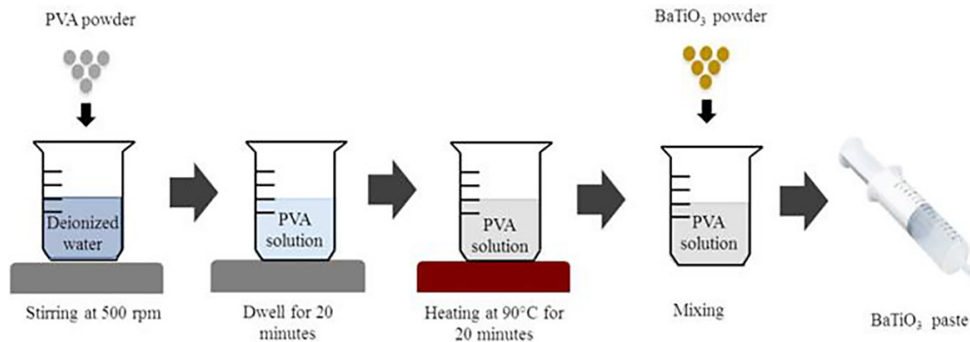 PVA powder
BaTiO₃ powder
Deionized
water
PVA
solution
PVA
solution
PVA
solution
Stirring at 500 rpm
Dwell for 20
minutes
Heating at 90°C for
20 minutes
Mixing
BaTiO₃ paste